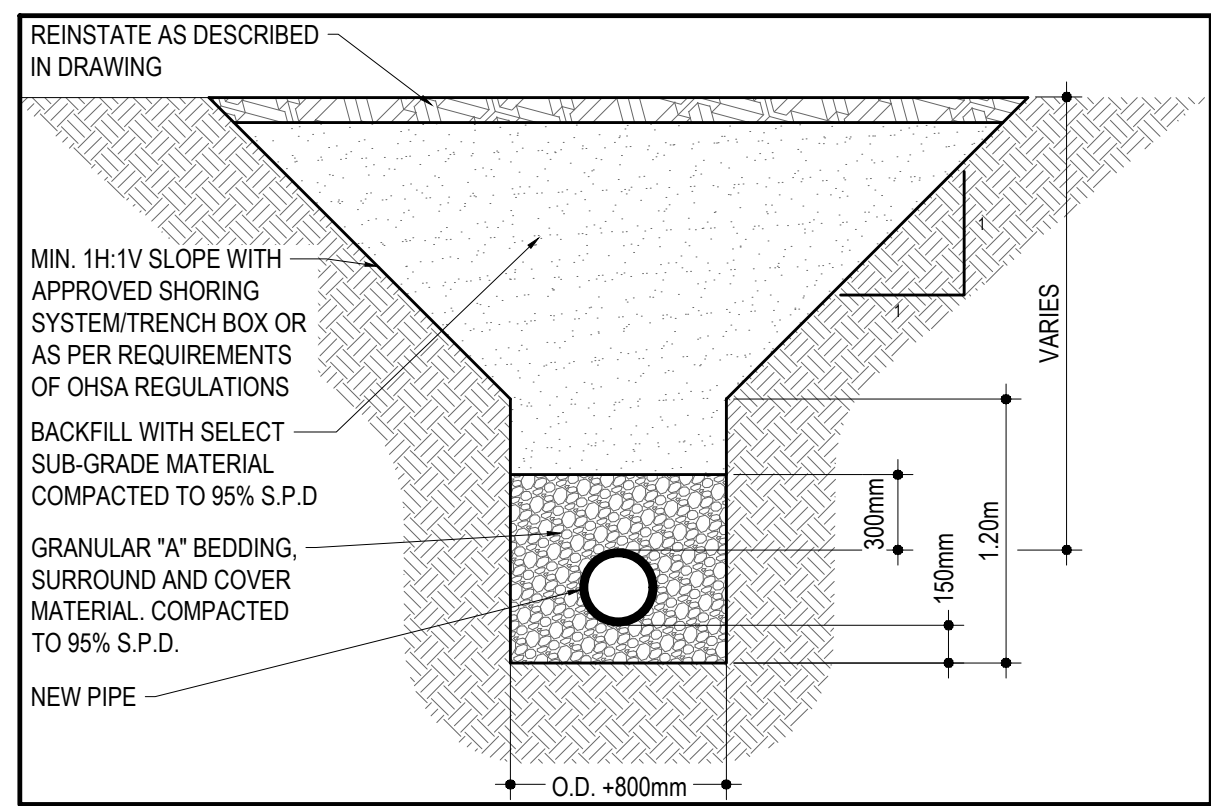 REINSTATE AS DESCRIBED
IN DRAWING
MIN. 1H:1V SLOPE WITH
APPROVED SHORING
SYSTEM/TRENCH BOX OR
AS PER REQUIREMENTS
OF OHSA REGULATIONS
BACKFILL WITH SELECT
SUB-GRADE MATERIAL
COMPACTED TO 95% S.P.D
GRANULAR "A" BEDDING,
SURROUND AND COVER
MATERIAL. COMPACTED
TO 95% S.P.D.
NEW PIPE
1
1
VARIES
300mm
150mm
1.20m
O.D. +800mm